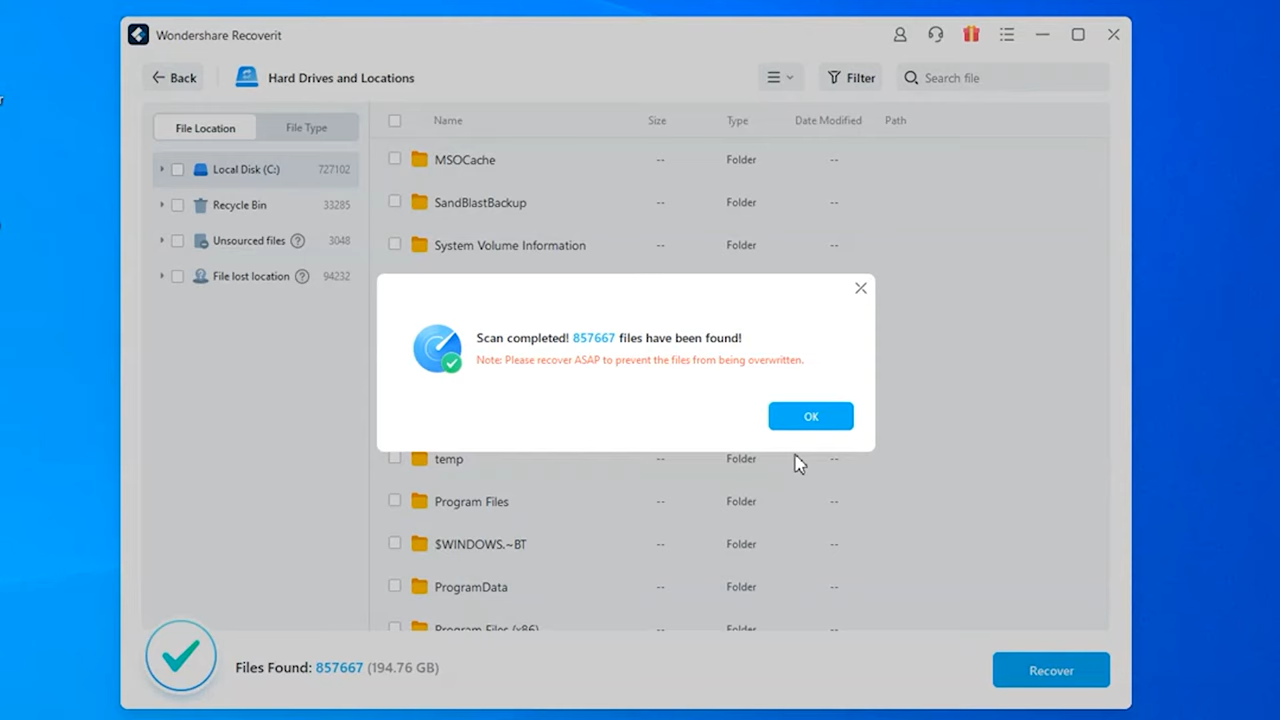 Wondershare Recoverit
Back
Hard Drives and Locations
Filter
Search file
File Location
File Type
Name Size Type Date Modified Path
Local Disk (C:) 727102
Recycle Bin 33285
Unsourced files ? 3048
File lost location ? 94232
MSOCache -- Folder --
SandBlastBackup -- Folder --
System Volume Information -- Folder --
Scan completed! 857667 files have been found!
Note: Please recover ASAP to prevent the files from being overwritten.
OK
temp -- Folder --
Program Files -- Folder --
$WINDOWS.~BT -- Folder --
ProgramData -- Folder --
Program Files (x86) -- Folder --
Files Found: 857667 (194.76 GB)
Recover